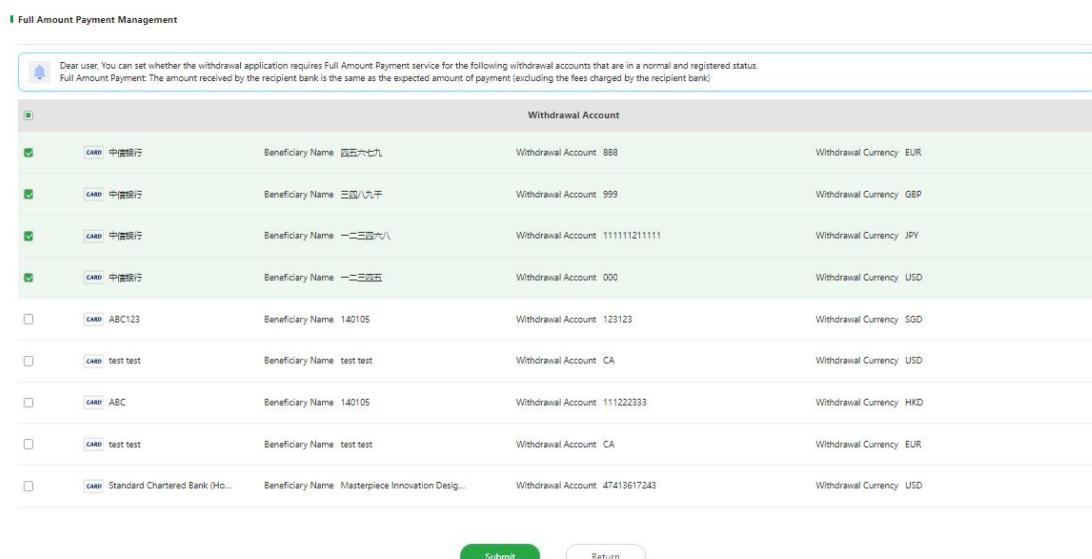 Full Amount Payment Management
Dear user, You can set whether the withdrawal application requires Full Amount Payment service for the following withdrawal accounts that are in a normal and registered status.
Full Amount Payment: The amount received by the recipient bank is the same as the expected amount of payment (excluding the fees charged by the recipient bank)
Withdrawal Account
CARD 中信银行 Beneficiary Name 四五六七九 Withdrawal Account 888 Withdrawal Currency EUR
CARD 中信银行 Beneficiary Name 三四八九干 Withdrawal Account 999 Withdrawal Currency GBP
CARD 中信银行 Beneficiary Name 一二三四六八 Withdrawal Account 111111211111 Withdrawal Currency JPY
CARD 中信银行 Beneficiary Name 一二三四五 Withdrawal Account 000 Withdrawal Currency USD
CARD ABC123 Beneficiary Name 140105 Withdrawal Account 123123 Withdrawal Currency SGD
CARD test test Beneficiary Name test test Withdrawal Account CA Withdrawal Currency USD
CARD ABC Beneficiary Name 140105 Withdrawal Account 111222333 Withdrawal Currency HKD
CARD test test Beneficiary Name test test Withdrawal Account CA Withdrawal Currency EUR
CARD Standard Chartered Bank (Ho... Beneficiary Name Masterpiece Innovation Desig... Withdrawal Account 47413617243 Withdrawal Currency USD
Submit Return